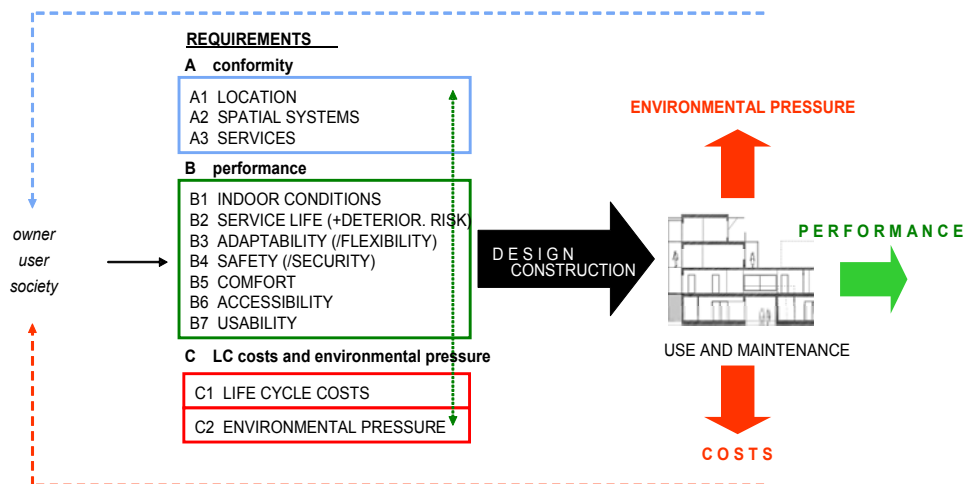 REQUIREMENTS
A conformity
A1 LOCATION
A2 SPATIAL SYSTEMS
A3 SERVICES
B performance
B1 INDOOR CONDITIONS
B2 SERVICE LIFE (+DETERIOR. RISK)
B3 ADAPTABILITY (/FLEXIBILITY)
B4 SAFETY (/SECURITY)
B5 COMFORT
B6 ACCESSIBILITY
B7 USABILITY
C LC costs and environmental pressure
C1 LIFE CYCLE COSTS
C2 ENVIRONMENTAL PRESSURE
owner
user
society
DESIGN
CONSTRUCTION
ENVIRONMENTAL PRESSURE
PERFORMANCE
USE AND MAINTENANCE
COSTS